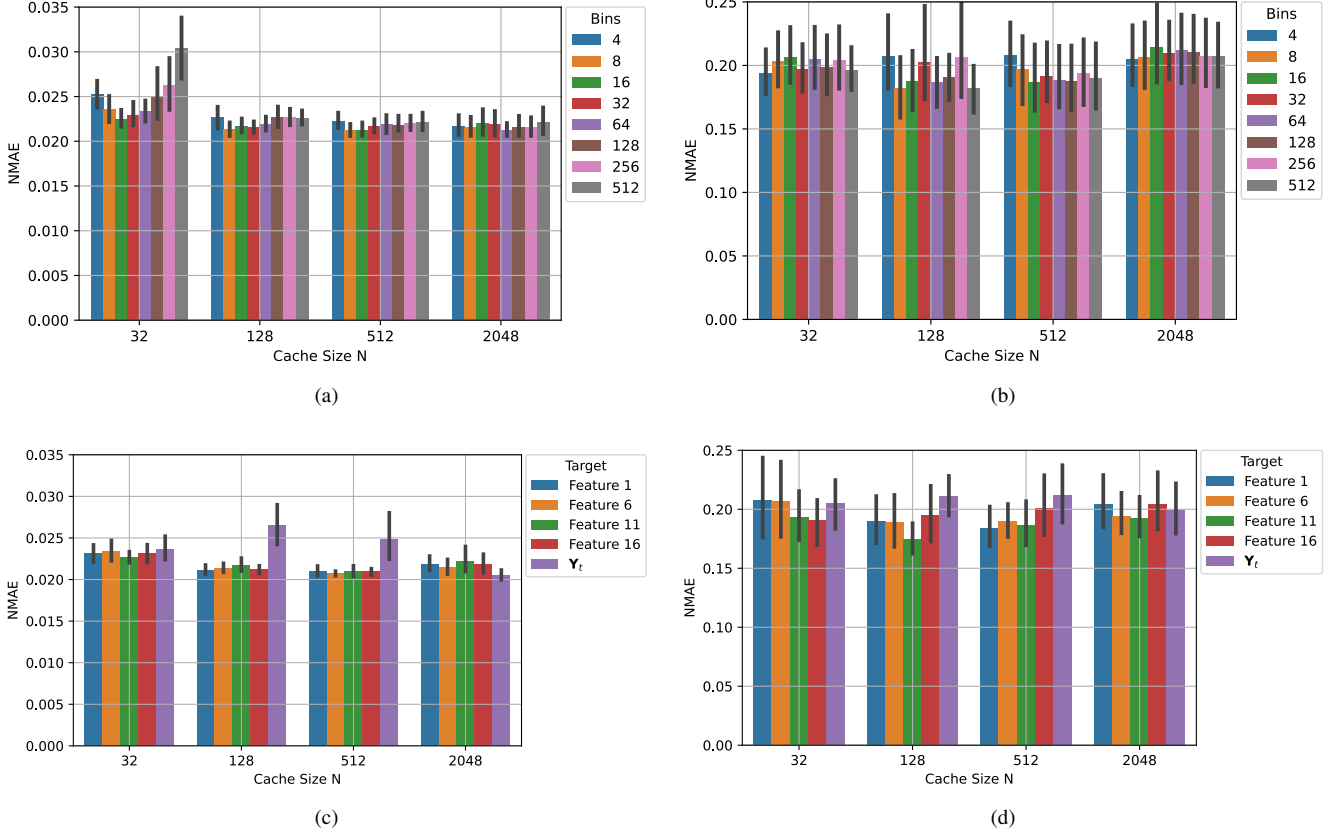 0.035
0.030
0.025
0.020
0.015
0.010
0.005
0.000
NMAE
32
128
512
2048
Cache Size N
Bins
4
8
16
32
64
128
256
512
(a)
0.25
0.20
0.15
0.10
0.05
0.00
NMAE
32
128
512
2048
Cache Size N
Bins
4
8
16
32
64
128
256
512
(b)
0.035
0.030
0.025
0.020
0.015
0.010
0.005
0.000
NMAE
32
128
512
2048
Cache Size N
Target
Feature 1
Feature 6
Feature 11
Feature 16
Yt
(c)
0.25
0.20
0.15
0.10
0.05
0.00
NMAE
32
128
512
2048
Cache Size N
Target
Feature 1
Feature 6
Feature 11
Feature 16
Yt
(d)